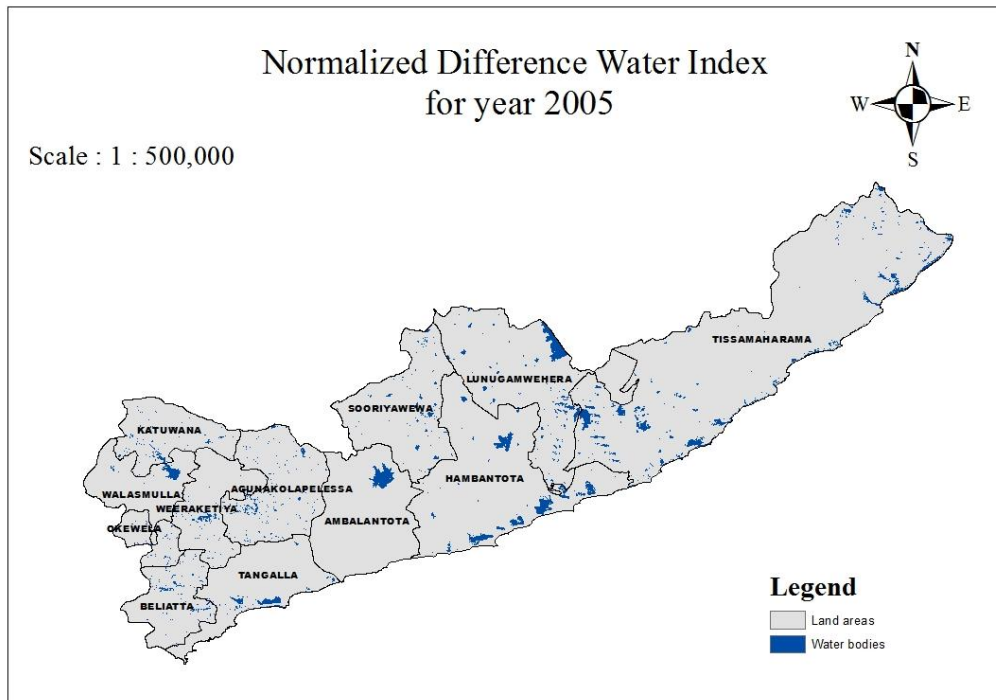 Normalized Difference Water Index
for year 2005
N
W
E
S
Scale : 1 : 500,000
TISSAMAHARAMA
LUNUGAMWEHERA
SOORIYAWEWA
KATUWANA
HAMBANTOTA
AGUNAKOLAPELESSA
WALASMULLA
WEERAKETIYA
AMBALANTOTA
OKEWELA
TANGALLA
BELIATTA
Legend
Land areas
Water bodies